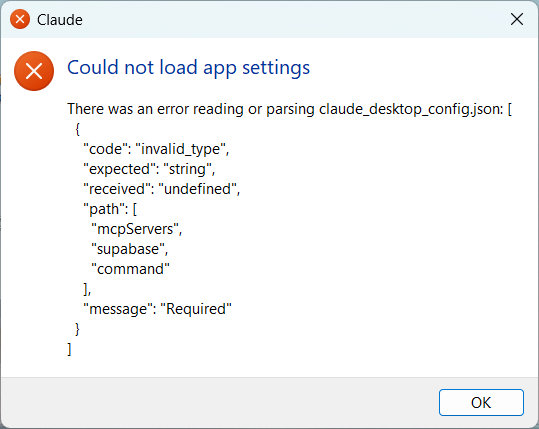 Claude
Could not load app settings
There was an error reading or parsing claude_desktop_config.json: [
  {
    "code": "invalid_type",
    "expected": "string",
    "received": "undefined",
    "path": [
      "mcpServers",
      "supabase",
      "command"
    ],
    "message": "Required"
  }
]
OK